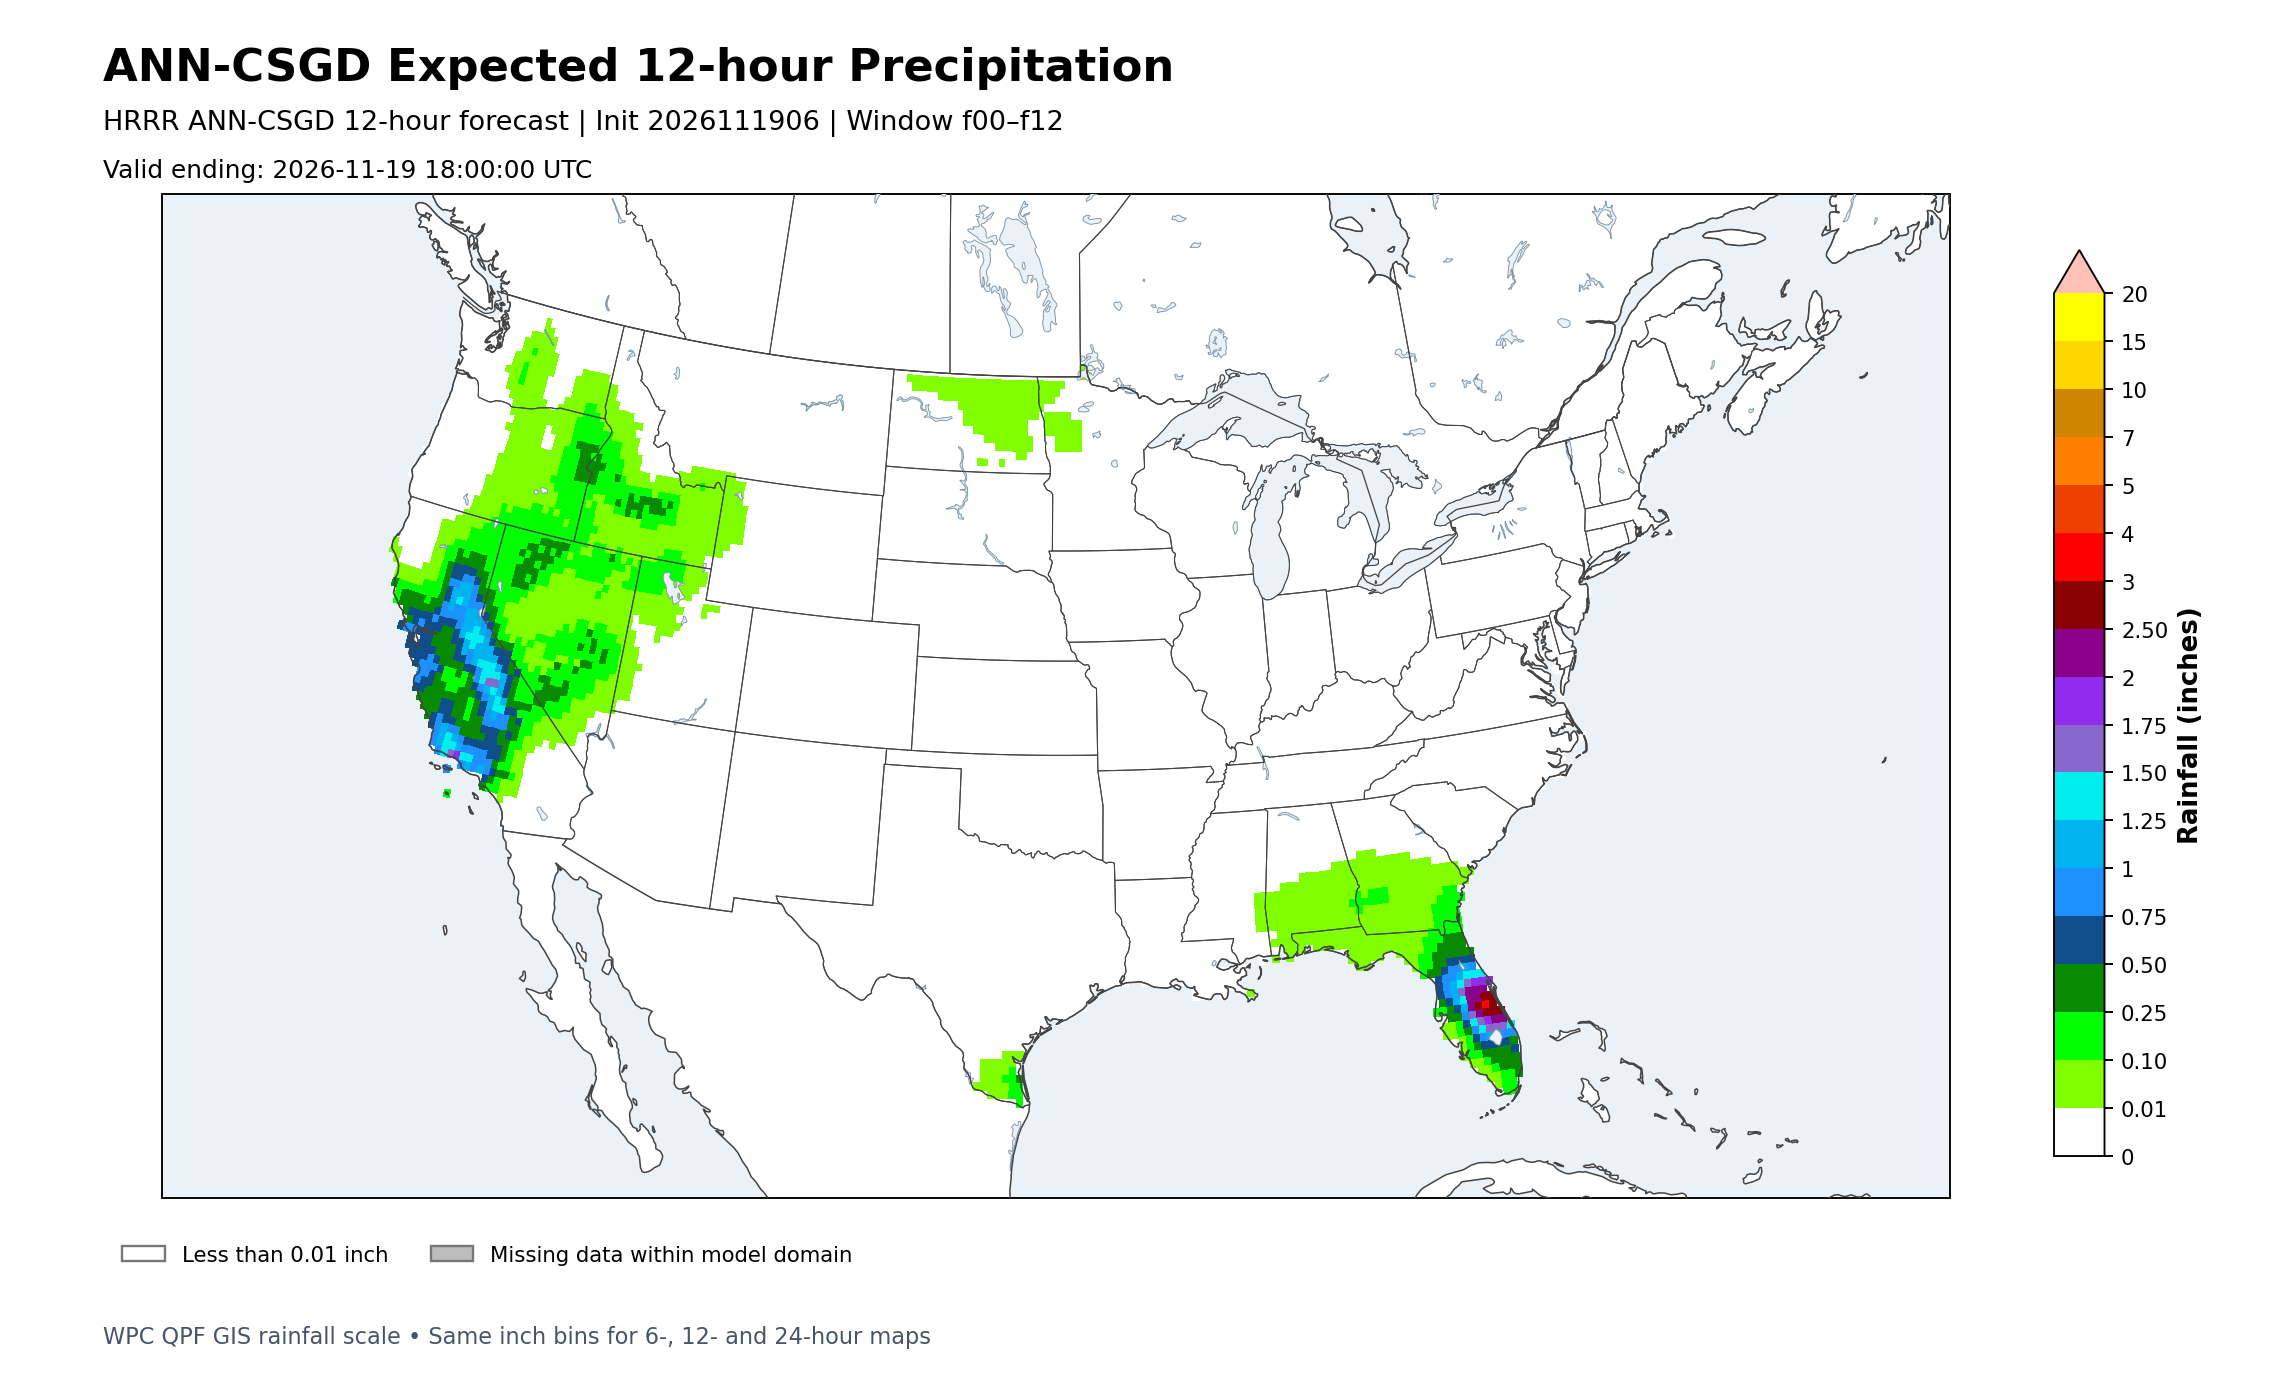 ANN-CSGD Expected 12-hour Precipitation
HRRR ANN-CSGD 12-hour forecast | Init 2026111906 | Window f00–f12
Valid ending: 2026-11-19 18:00:00 UTC
20
15
10
7
5
4
3
2.50
2
1.75
1.50
1.25
1
0.75
0.50
0.25
0.10
0.01
0
Rainfall (inches)
Less than 0.01 inch
Missing data within model domain
WPC QPF GIS rainfall scale • Same inch bins for 6-, 12- and 24-hour maps